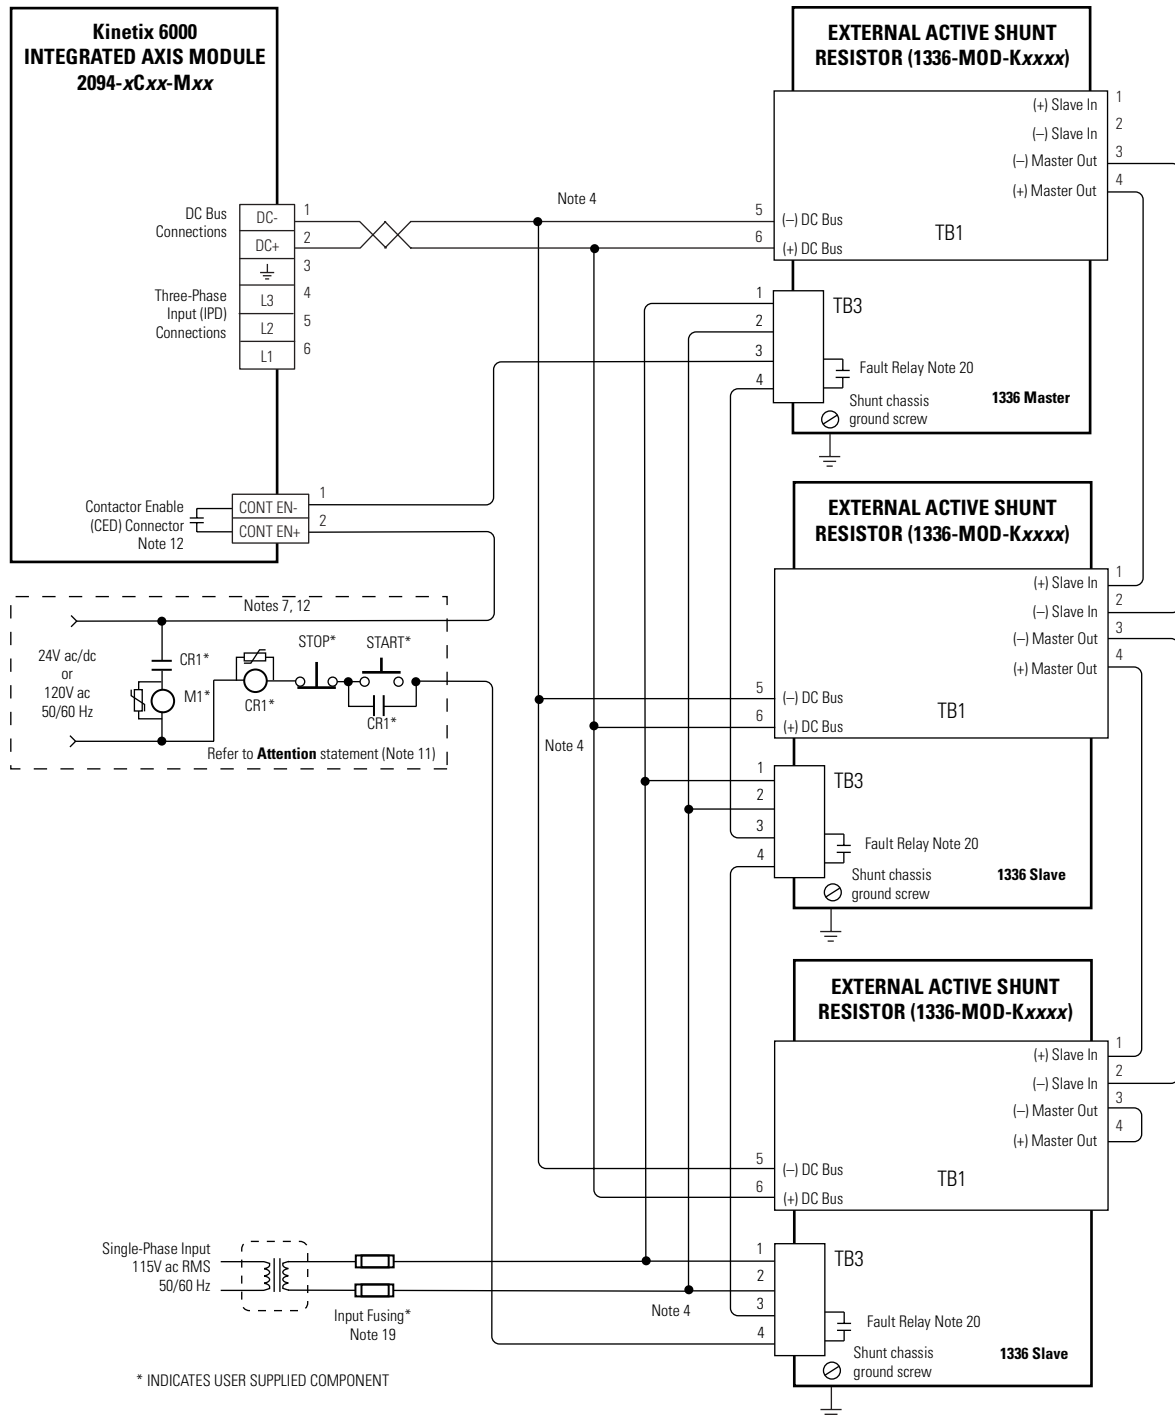 Kinetix 6000
INTEGRATED AXIS MODULE
2094-xCxx-Mxx
DC Bus
Connections
DC-
1
DC+
2
3
Three-Phase
Input (IPD)
Connections
L3
4
L2
5
L1
6
Contactor Enable
(CED) Connector
Note 12
CONT EN-
1
CONT EN+
2
Notes 7, 12
24V ac/dc
or
120V ac
50/60 Hz
CR1*
M1*
CR1*
STOP*
START*
CR1*
Refer to Attention statement (Note 11)
Note 4
EXTERNAL ACTIVE SHUNT
RESISTOR (1336-MOD-Kxxxx)
(+) Slave In
1
(–) Slave In
2
(–) Master Out
3
(+) Master Out
4
5
(–) DC Bus
6
(+) DC Bus
TB1
1
2
3
4
TB3
Fault Relay Note 20
Shunt chassis
ground screw
1336 Master
EXTERNAL ACTIVE SHUNT
RESISTOR (1336-MOD-Kxxxx)
(+) Slave In
1
(–) Slave In
2
(–) Master Out
3
(+) Master Out
4
5
(–) DC Bus
6
(+) DC Bus
TB1
Note 4
1
2
3
4
TB3
Fault Relay Note 20
Shunt chassis
ground screw
1336 Slave
EXTERNAL ACTIVE SHUNT
RESISTOR (1336-MOD-Kxxxx)
(+) Slave In
1
(–) Slave In
2
(–) Master Out
3
(+) Master Out
4
5
(–) DC Bus
6
(+) DC Bus
TB1
1
2
3
4
TB3
Fault Relay Note 20
Shunt chassis
ground screw
1336 Slave
Single-Phase Input
115V ac RMS
50/60 Hz
Input Fusing*
Note 19
Note 4
* INDICATES USER SUPPLIED COMPONENT